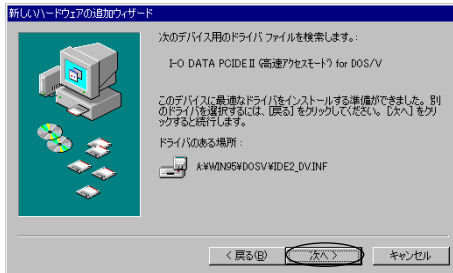 新しいハードウェアの追加ウィザード
次のデバイス用のドライバ ファイルを検索します。:
I-O DATA PCIDEⅡ (高速アクセスモード) for DOS/V
このデバイスに最適なドライバをインストールする準備ができました。別
のドライバを選択するには、[戻る] をクリックしてください。[次へ] をクリ
ックすると続行します。
ドライバのある場所:
A:¥WIN95¥DOSV¥IDE2_DV.INF
< 戻る(B)
次へ >
キャンセル